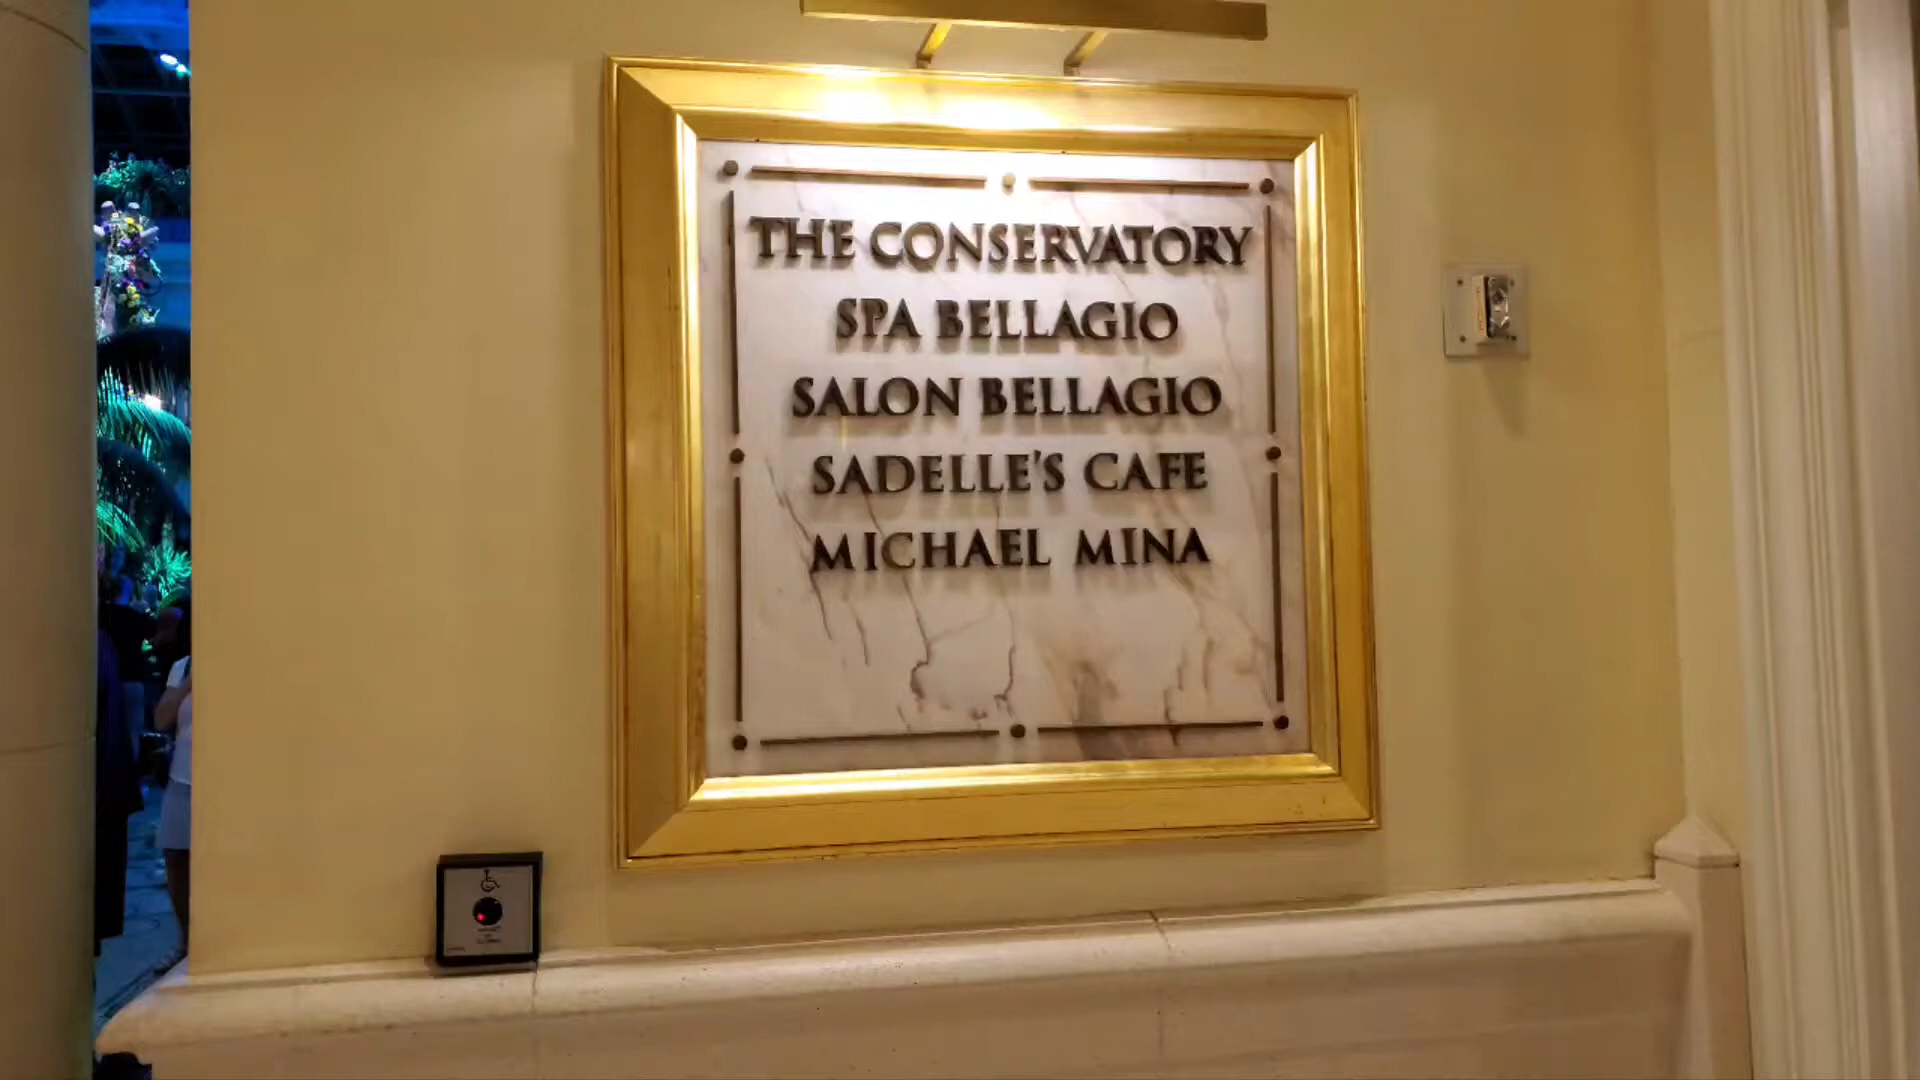 THE CONSERVATORY
SPA BELLAGIO
SALON BELLAGIO
SADELLE'S CAFE
MICHAEL MINA